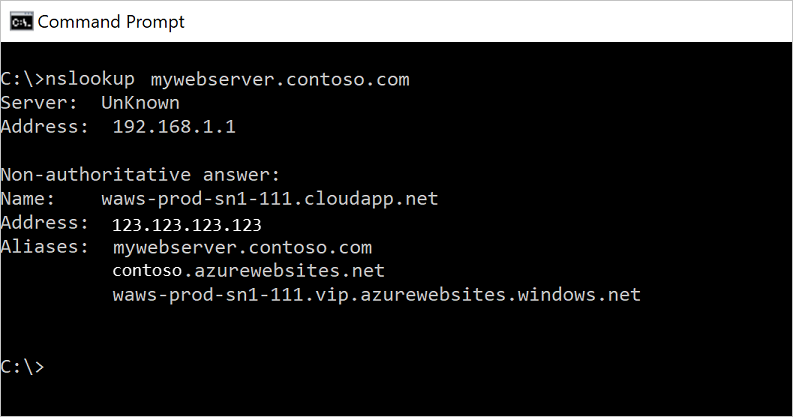 Command Prompt
C:\>nslookup mywebserver.contoso.com
Server: UnKnown
Address: 192.168.1.1
Non-authoritative answer:
Name: waws-prod-sn1-111.cloudapp.net
Address: 123.123.123.123
Aliases: mywebserver.contoso.com
contoso.azurewebsites.net
waws-prod-sn1-111.vip.azurewebsites.windows.net
C:\>